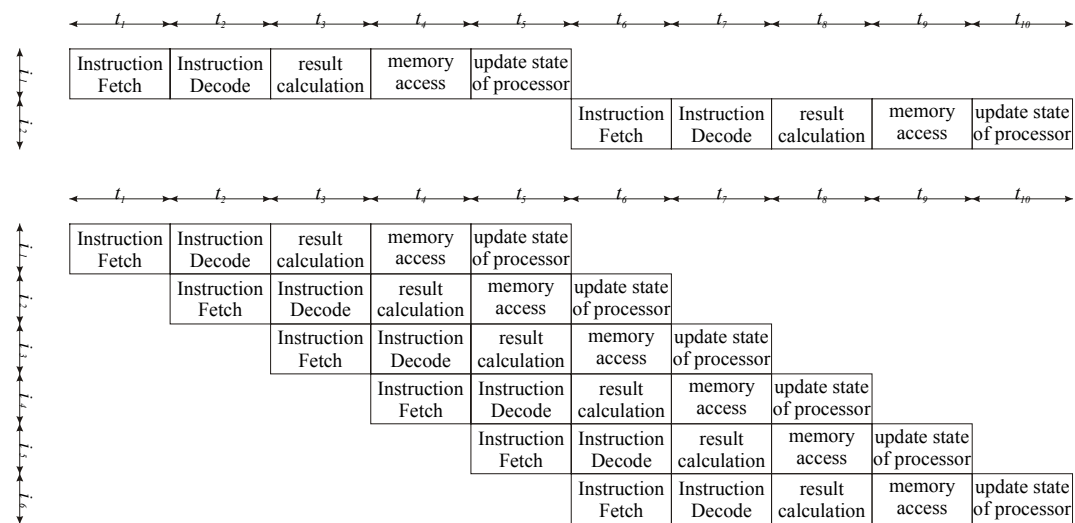 t1 t2 t3 t4 t5 t6 t7 t8 t9 t10
i1
Instruction Instruction result memory update state
Fetch Decode calculation access of processor
i2
Instruction Instruction result memory update state
Fetch Decode calculation access of processor
t1 t2 t3 t4 t5 t6 t7 t8 t9 t10
i1
Instruction Instruction result memory update state
Fetch Decode calculation access of processor
i2
Instruction Instruction result memory update state
Fetch Decode calculation access of processor
i3
Instruction Instruction result memory update state
Fetch Decode calculation access of processor
i4
Instruction Instruction result memory update state
Fetch Decode calculation access of processor
i5
Instruction Instruction result memory update state
Fetch Decode calculation access of processor
i6
Instruction Instruction result memory update state
Fetch Decode calculation access of processor